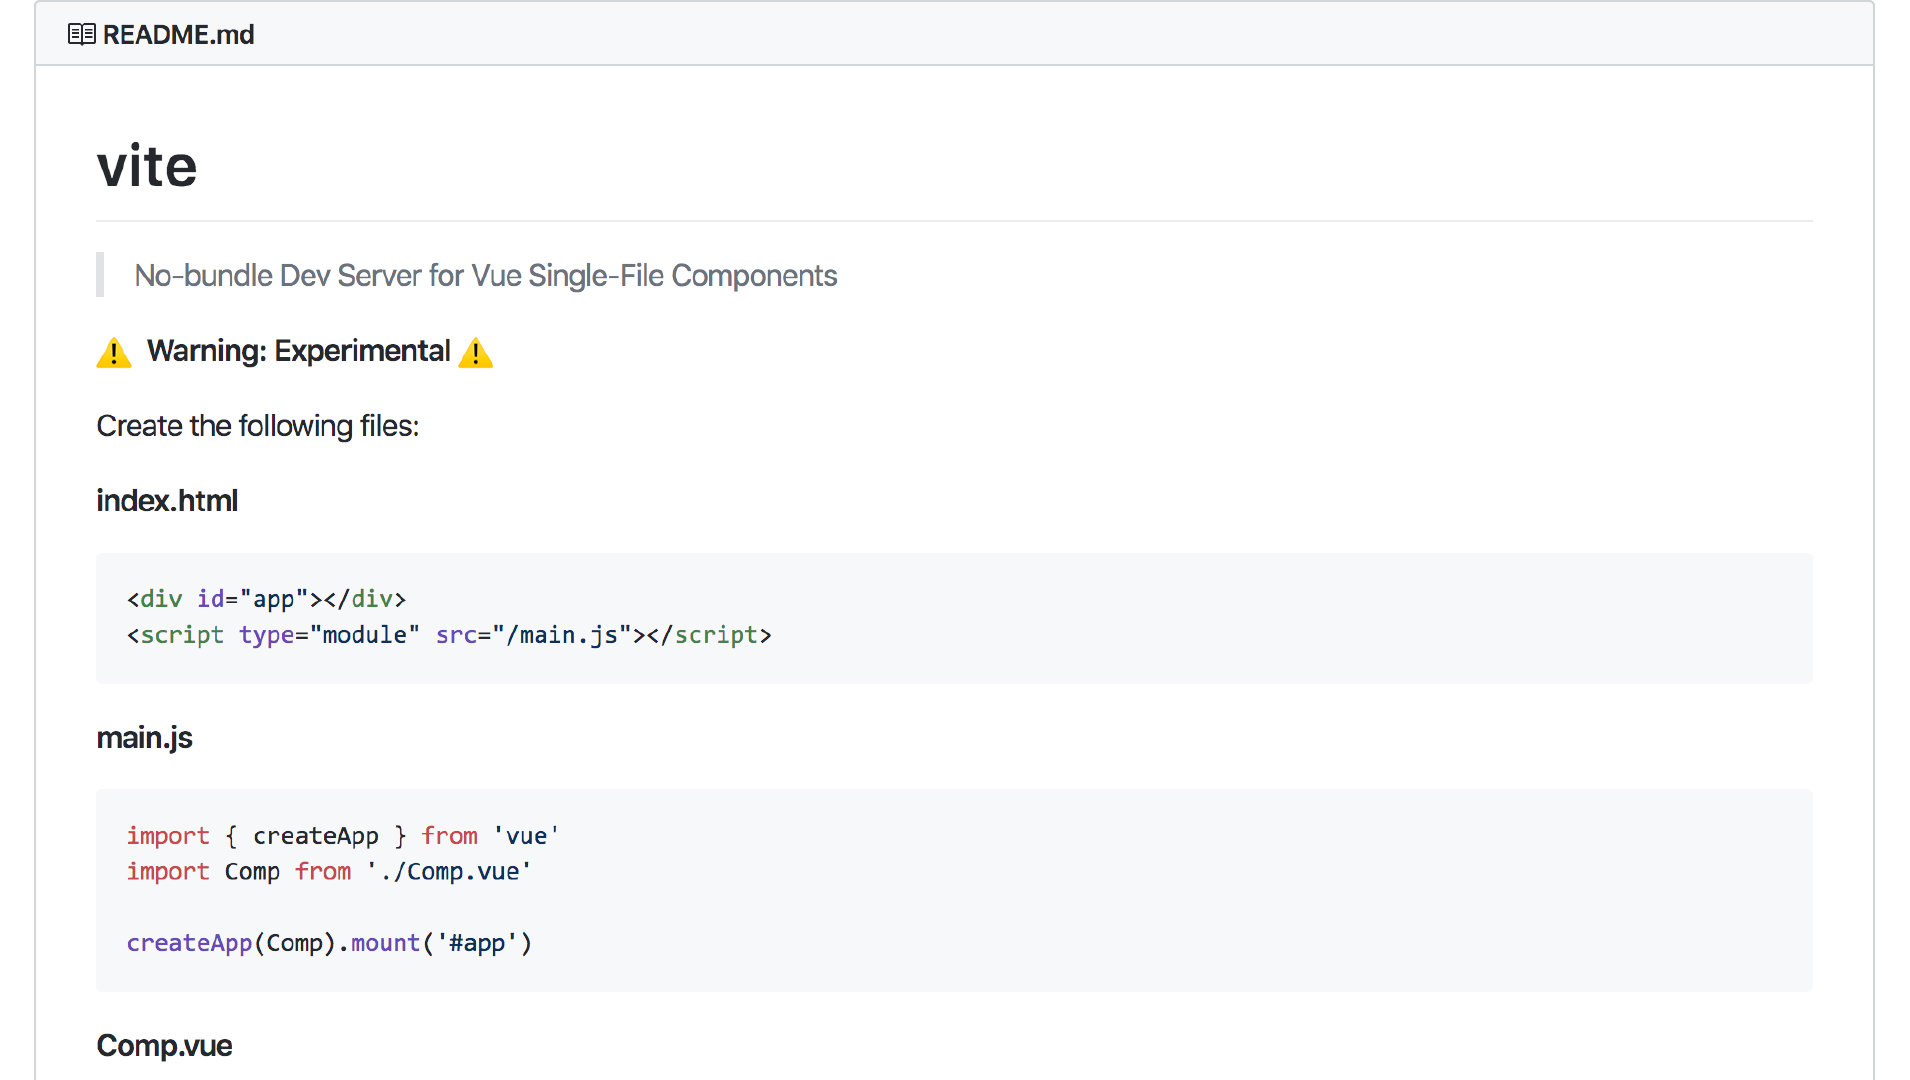 README.md
vite
No-bundle Dev Server for Vue Single-File Components
⚠️ Warning: Experimental ⚠️
Create the following files:
index.html
<div id="app"></div>
<script type="module" src="/main.js"></script>
main.js
import { createApp } from 'vue'
import Comp from './Comp.vue'
createApp(Comp).mount('#app')
Comp.vue